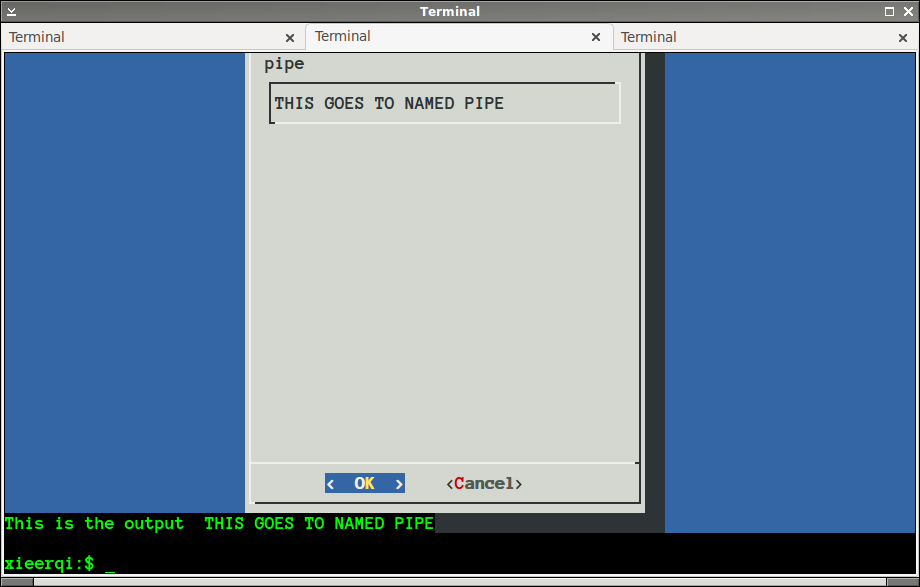 Terminal
Terminal
Terminal
Terminal
pipe
THIS GOES TO NAMED PIPE
< OK > <Cancel>
This is the output  THIS GOES TO NAMED PIPE
xieerqi:$ _